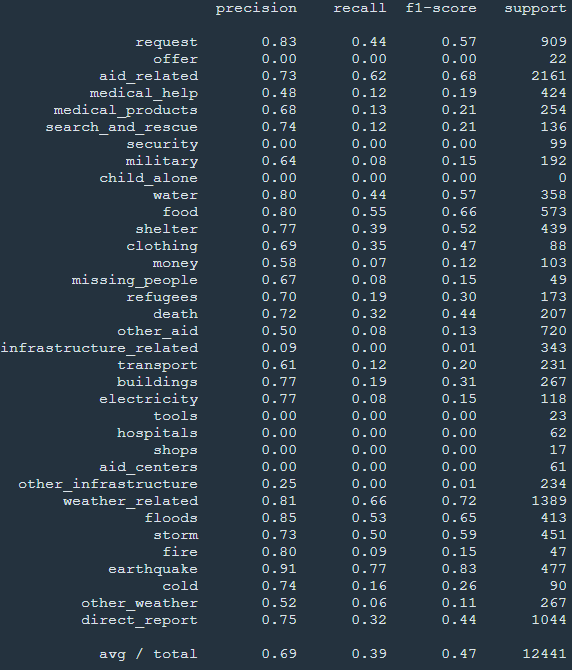 precision recall f1-score support
request 0.83 0.44 0.57 909
offer 0.00 0.00 0.00 22
aid_related 0.73 0.62 0.68 2161
medical_help 0.48 0.12 0.19 424
medical_products 0.68 0.13 0.21 254
search_and_rescue 0.74 0.12 0.21 136
security 0.00 0.00 0.00 99
military 0.64 0.08 0.15 192
child_alone 0.00 0.00 0.00 0
water 0.80 0.44 0.57 358
food 0.80 0.55 0.66 573
shelter 0.77 0.39 0.52 439
clothing 0.69 0.35 0.47 88
money 0.58 0.07 0.12 103
missing_people 0.67 0.08 0.15 49
refugees 0.70 0.19 0.30 173
death 0.72 0.32 0.44 207
other_aid 0.50 0.08 0.13 720
infrastructure_related 0.09 0.00 0.01 343
transport 0.61 0.12 0.20 231
buildings 0.77 0.19 0.31 267
electricity 0.77 0.08 0.15 118
tools 0.00 0.00 0.00 23
hospitals 0.00 0.00 0.00 62
shops 0.00 0.00 0.00 17
aid_centers 0.00 0.00 0.00 61
other_infrastructure 0.25 0.00 0.01 234
weather_related 0.81 0.66 0.72 1389
floods 0.85 0.53 0.65 413
storm 0.73 0.50 0.59 451
fire 0.80 0.09 0.15 47
earthquake 0.91 0.77 0.83 477
cold 0.74 0.16 0.26 90
other_weather 0.52 0.06 0.11 267
direct_report 0.75 0.32 0.44 1044
avg / total 0.69 0.39 0.47 12441